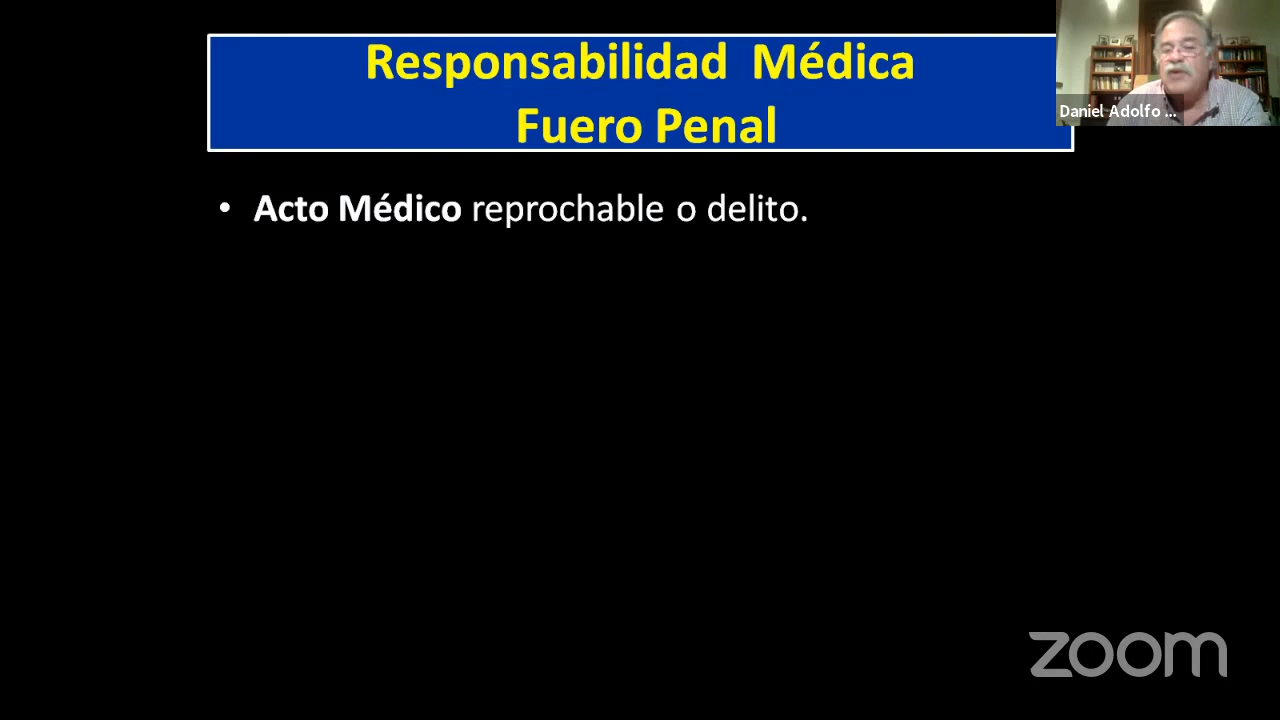 Responsabilidad Médica
Fuero Penal
Daniel Adolfo ...
• Acto Médico reprochable o delito.
zoom